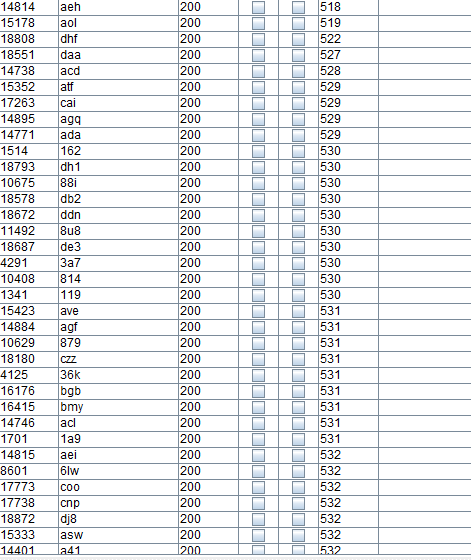 14814 aeh 200 518
15178 aol 200 519
18808 dhf 200 522
18551 daa 200 527
14738 acd 200 528
15352 atf 200 529
17263 cai 200 529
14895 agq 200 529
14771 ada 200 529
1514 162 200 530
18793 dh1 200 530
10675 88i 200 530
18578 db2 200 530
18672 ddn 200 530
11492 8u8 200 530
18687 de3 200 530
4291 3a7 200 530
10408 814 200 530
1341 119 200 530
15423 ave 200 531
14884 agf 200 531
10629 879 200 531
18180 czz 200 531
4125 36k 200 531
16176 bgb 200 531
16415 bmy 200 531
14746 acl 200 531
1701 1a9 200 531
14815 aei 200 532
8601 6lw 200 532
17773 coo 200 532
17738 cnp 200 532
18872 dj8 200 532
15333 asw 200 532
14401 a41 200 532